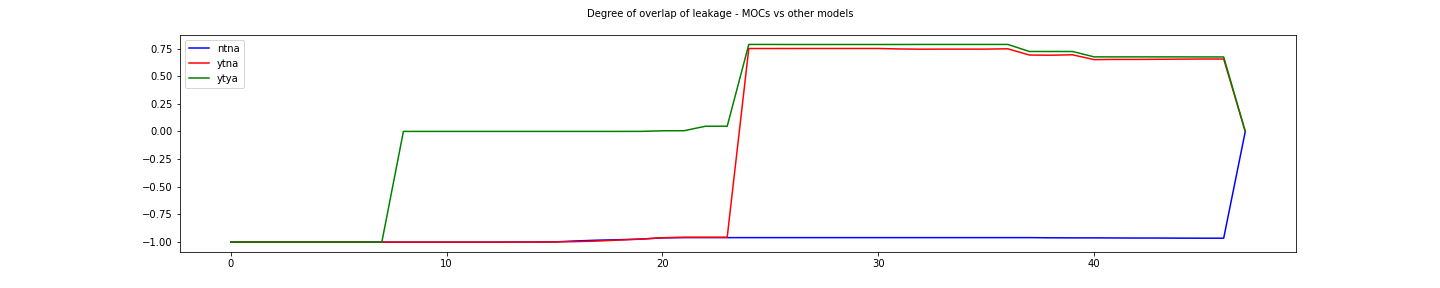 Degree of overlap of leakage - MOCs vs other models
ntna
ytna
ytya
0.75
0.50
0.25
0.00
−0.25
−0.50
−0.75
−1.00
0 10 20 30 40